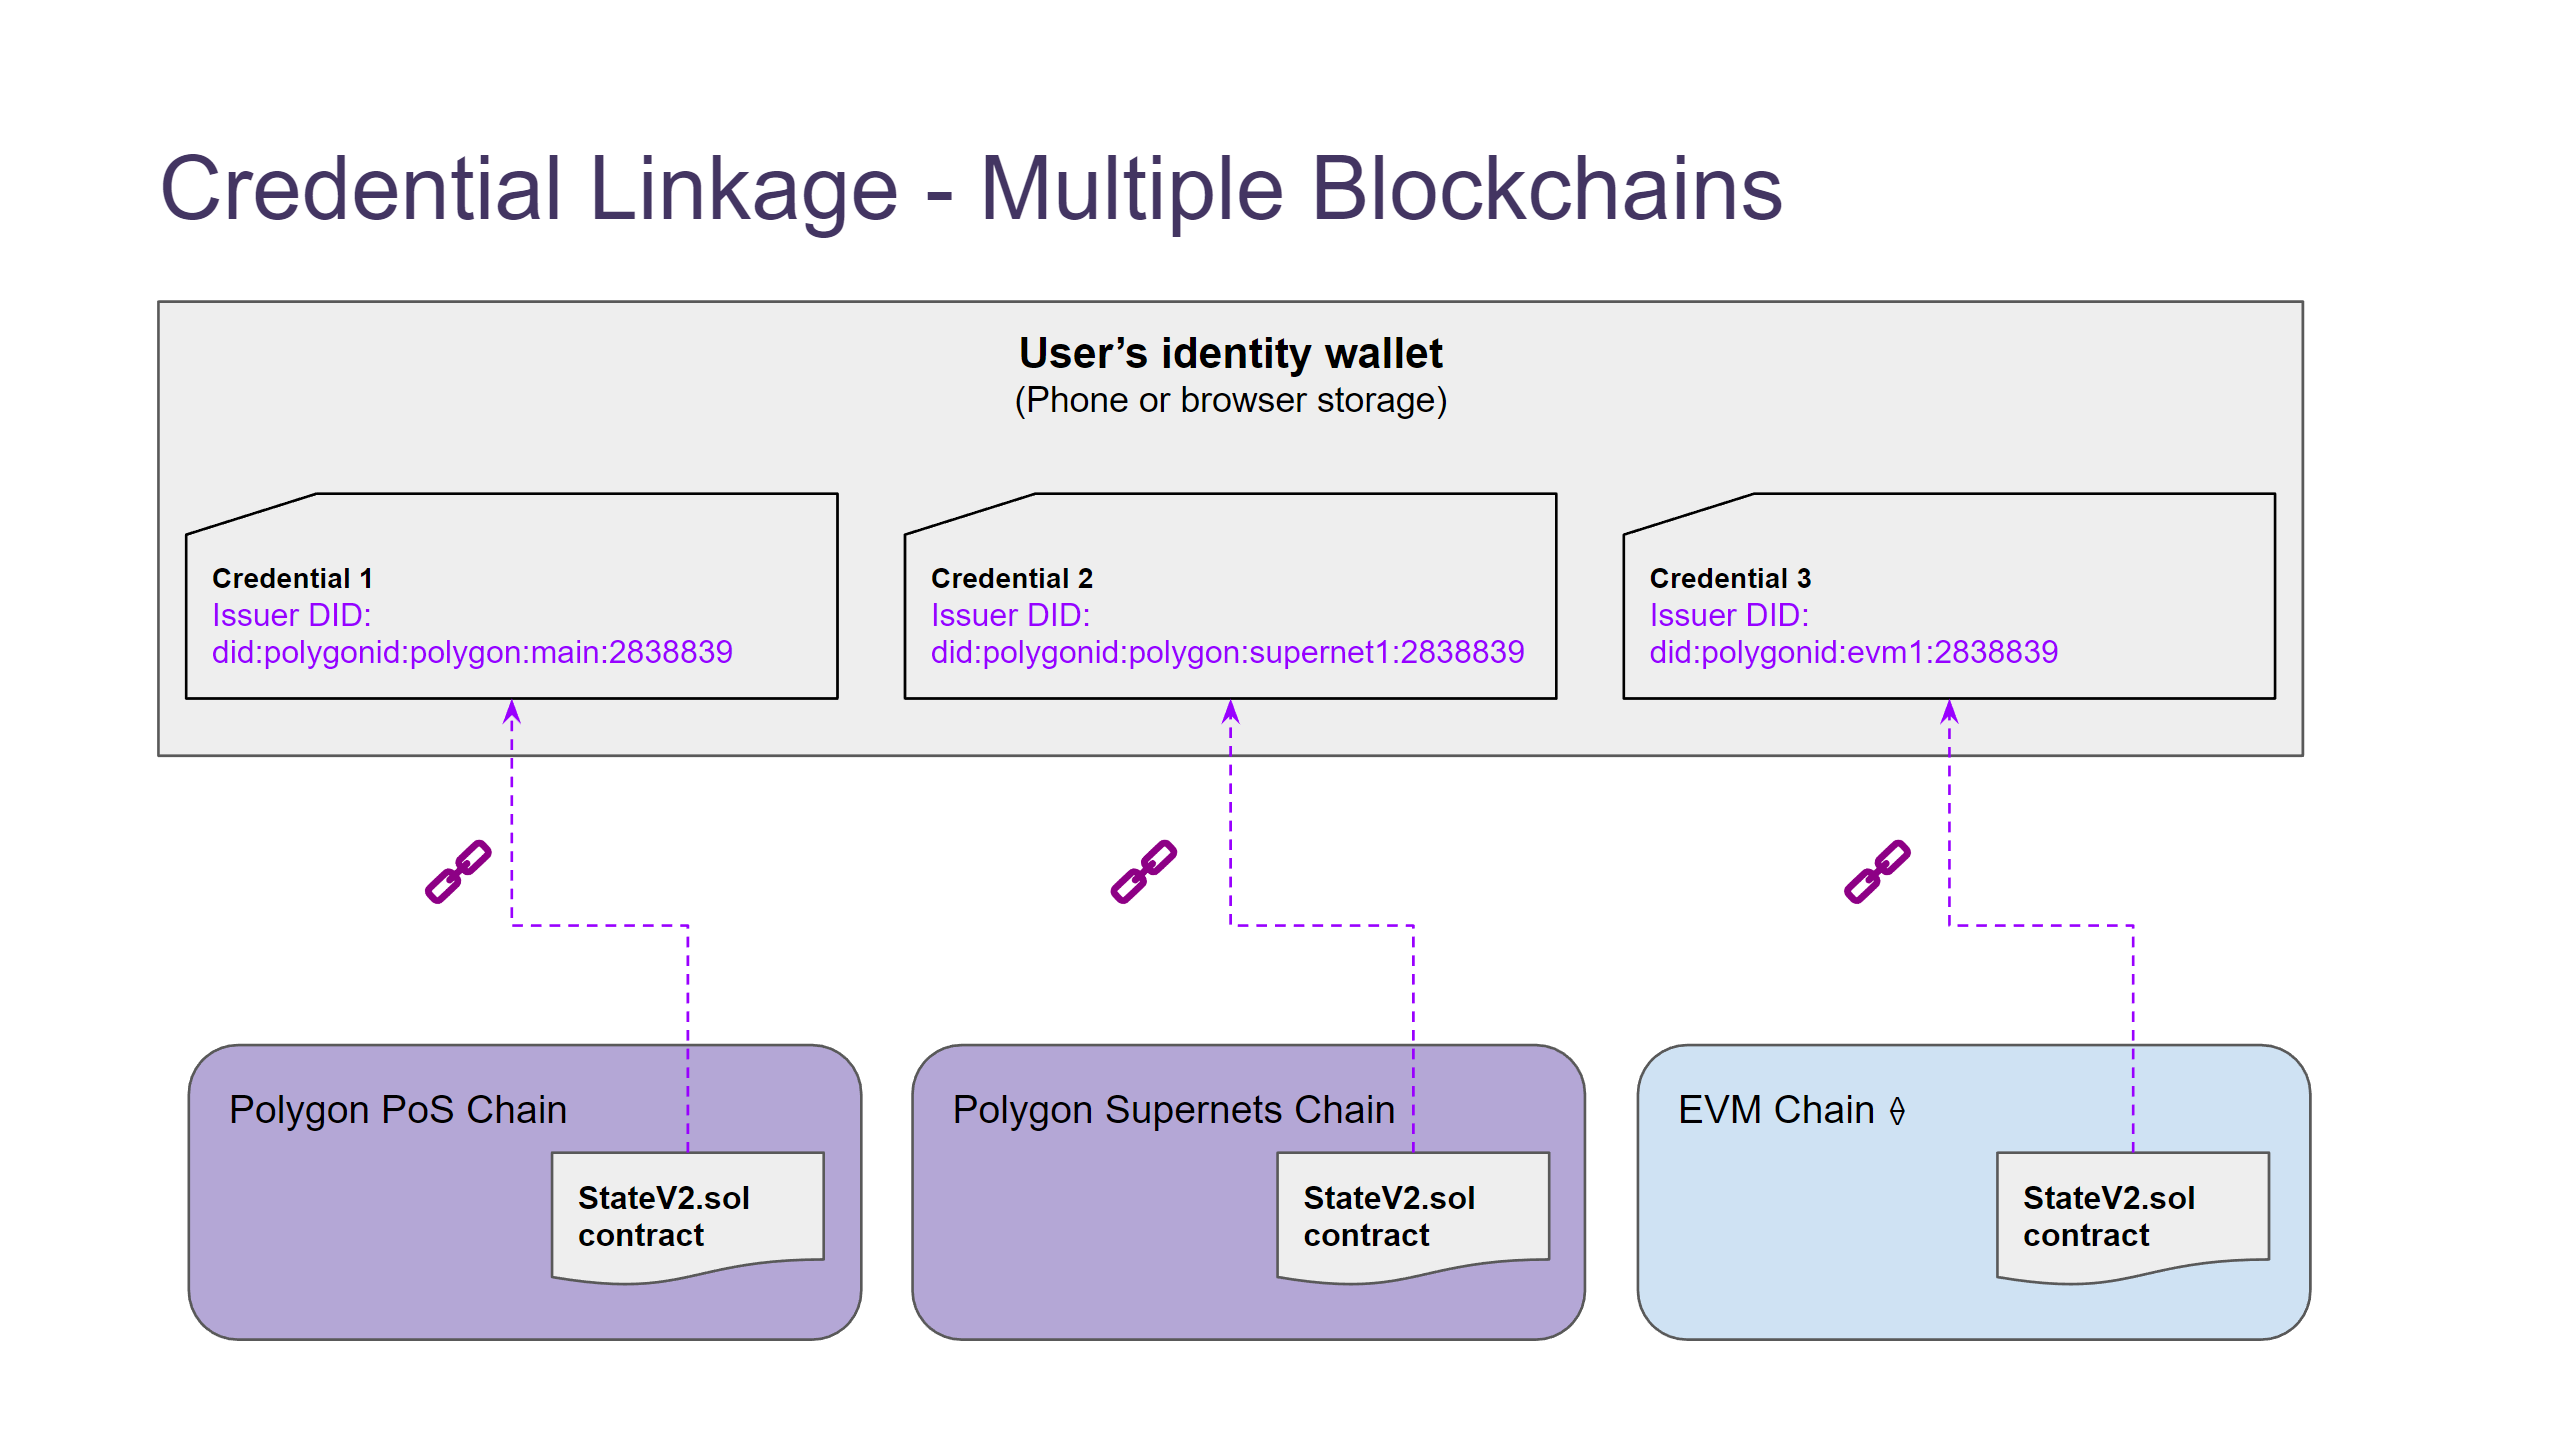 Credential Linkage - Multiple Blockchains
User’s identity wallet
(Phone or browser storage)
Credential 1
Issuer DID:
did:polygonid:polygon:main:2838839
Credential 2
Issuer DID:
did:polygonid:polygon:supernet1:2838839
Credential 3
Issuer DID:
did:polygonid:evm1:2838839
Polygon PoS Chain
StateV2.sol
contract
Polygon Supernets Chain
StateV2.sol
contract
EVM Chain ⟠
StateV2.sol
contract